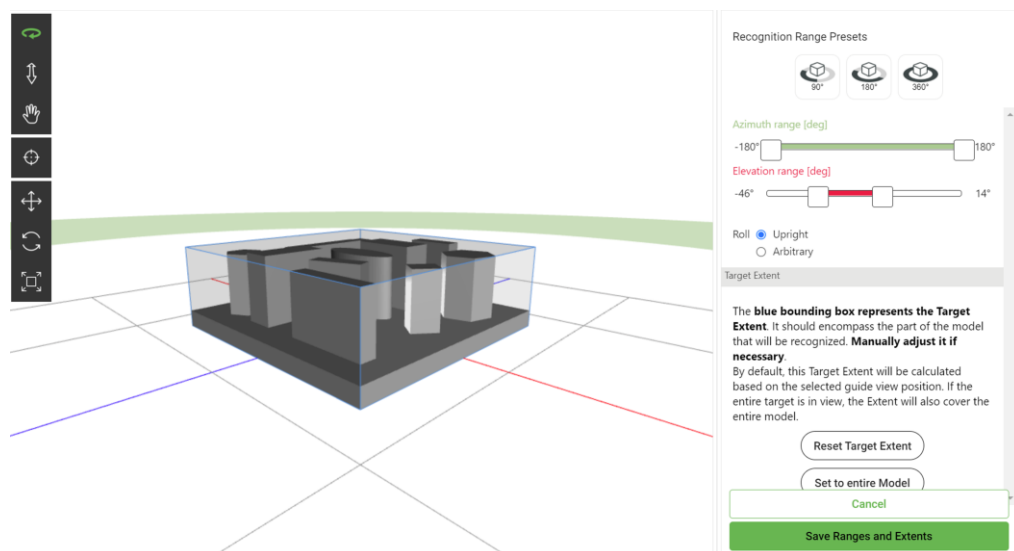 Recognition Range Presets
90° 180° 360°
Azimuth range [deg]
-180° 180°
Elevation range [deg]
-46° 14°
Roll Upright
Arbitrary
Target Extent
The blue bounding box represents the Target
Extent. It should encompass the part of the model
that will be recognized. Manually adjust it if
necessary.
By default, this Target Extent will be calculated
based on the selected guide view position. If the
entire target is in view, the Extent will also cover the
entire model.
Reset Target Extent
Set to entire Model
Cancel
Save Ranges and Extents